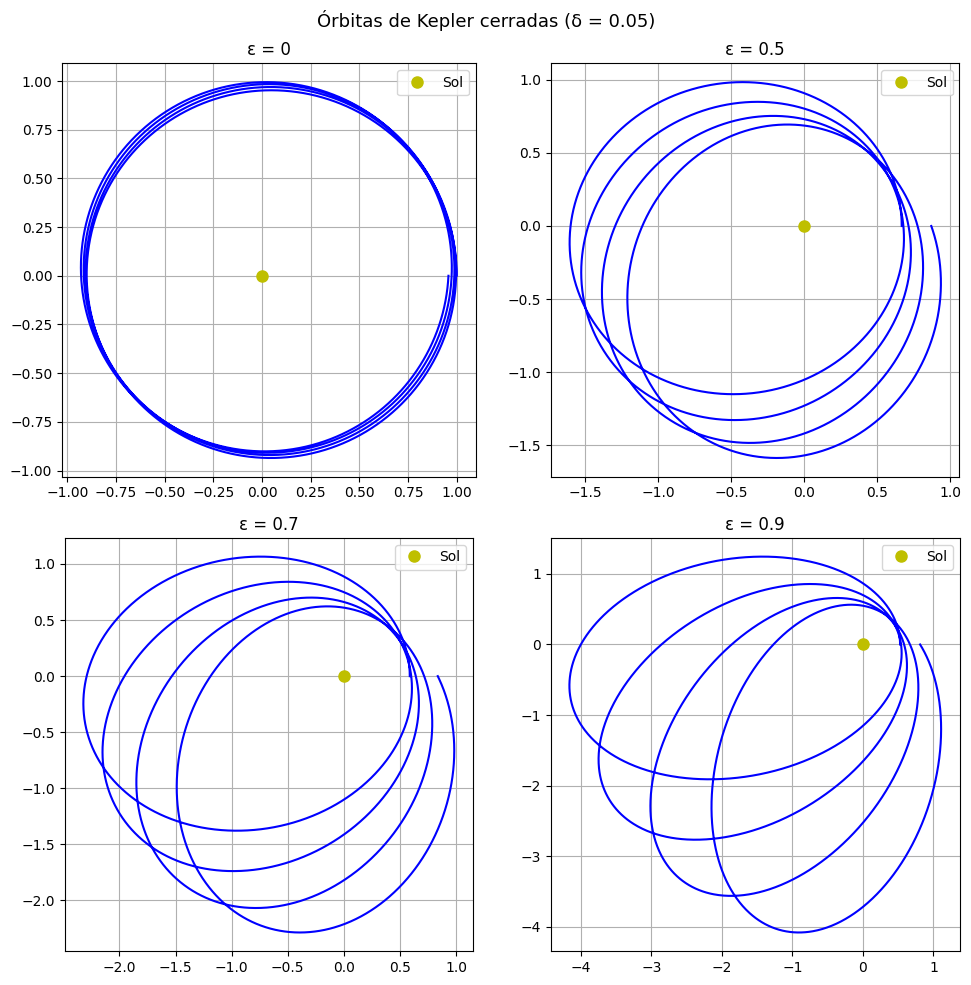 Órbitas de Kepler cerradas (δ = 0.05)
ε = 0
Sol
1.00
0.75
0.50
0.25
0.00
−0.25
−0.50
−0.75
−1.00
−1.00 −0.75 −0.50 −0.25 0.00 0.25 0.50 0.75 1.00
ε = 0.5
Sol
1.0
0.5
0.0
−0.5
−1.0
−1.5
−1.5 −1.0 −0.5 0.0 0.5 1.0
ε = 0.7
Sol
1.0
0.5
0.0
−0.5
−1.0
−1.5
−2.0
−2.0 −1.5 −1.0 −0.5 0.0 0.5 1.0
ε = 0.9
Sol
1
0
−1
−2
−3
−4
−4 −3 −2 −1 0 1